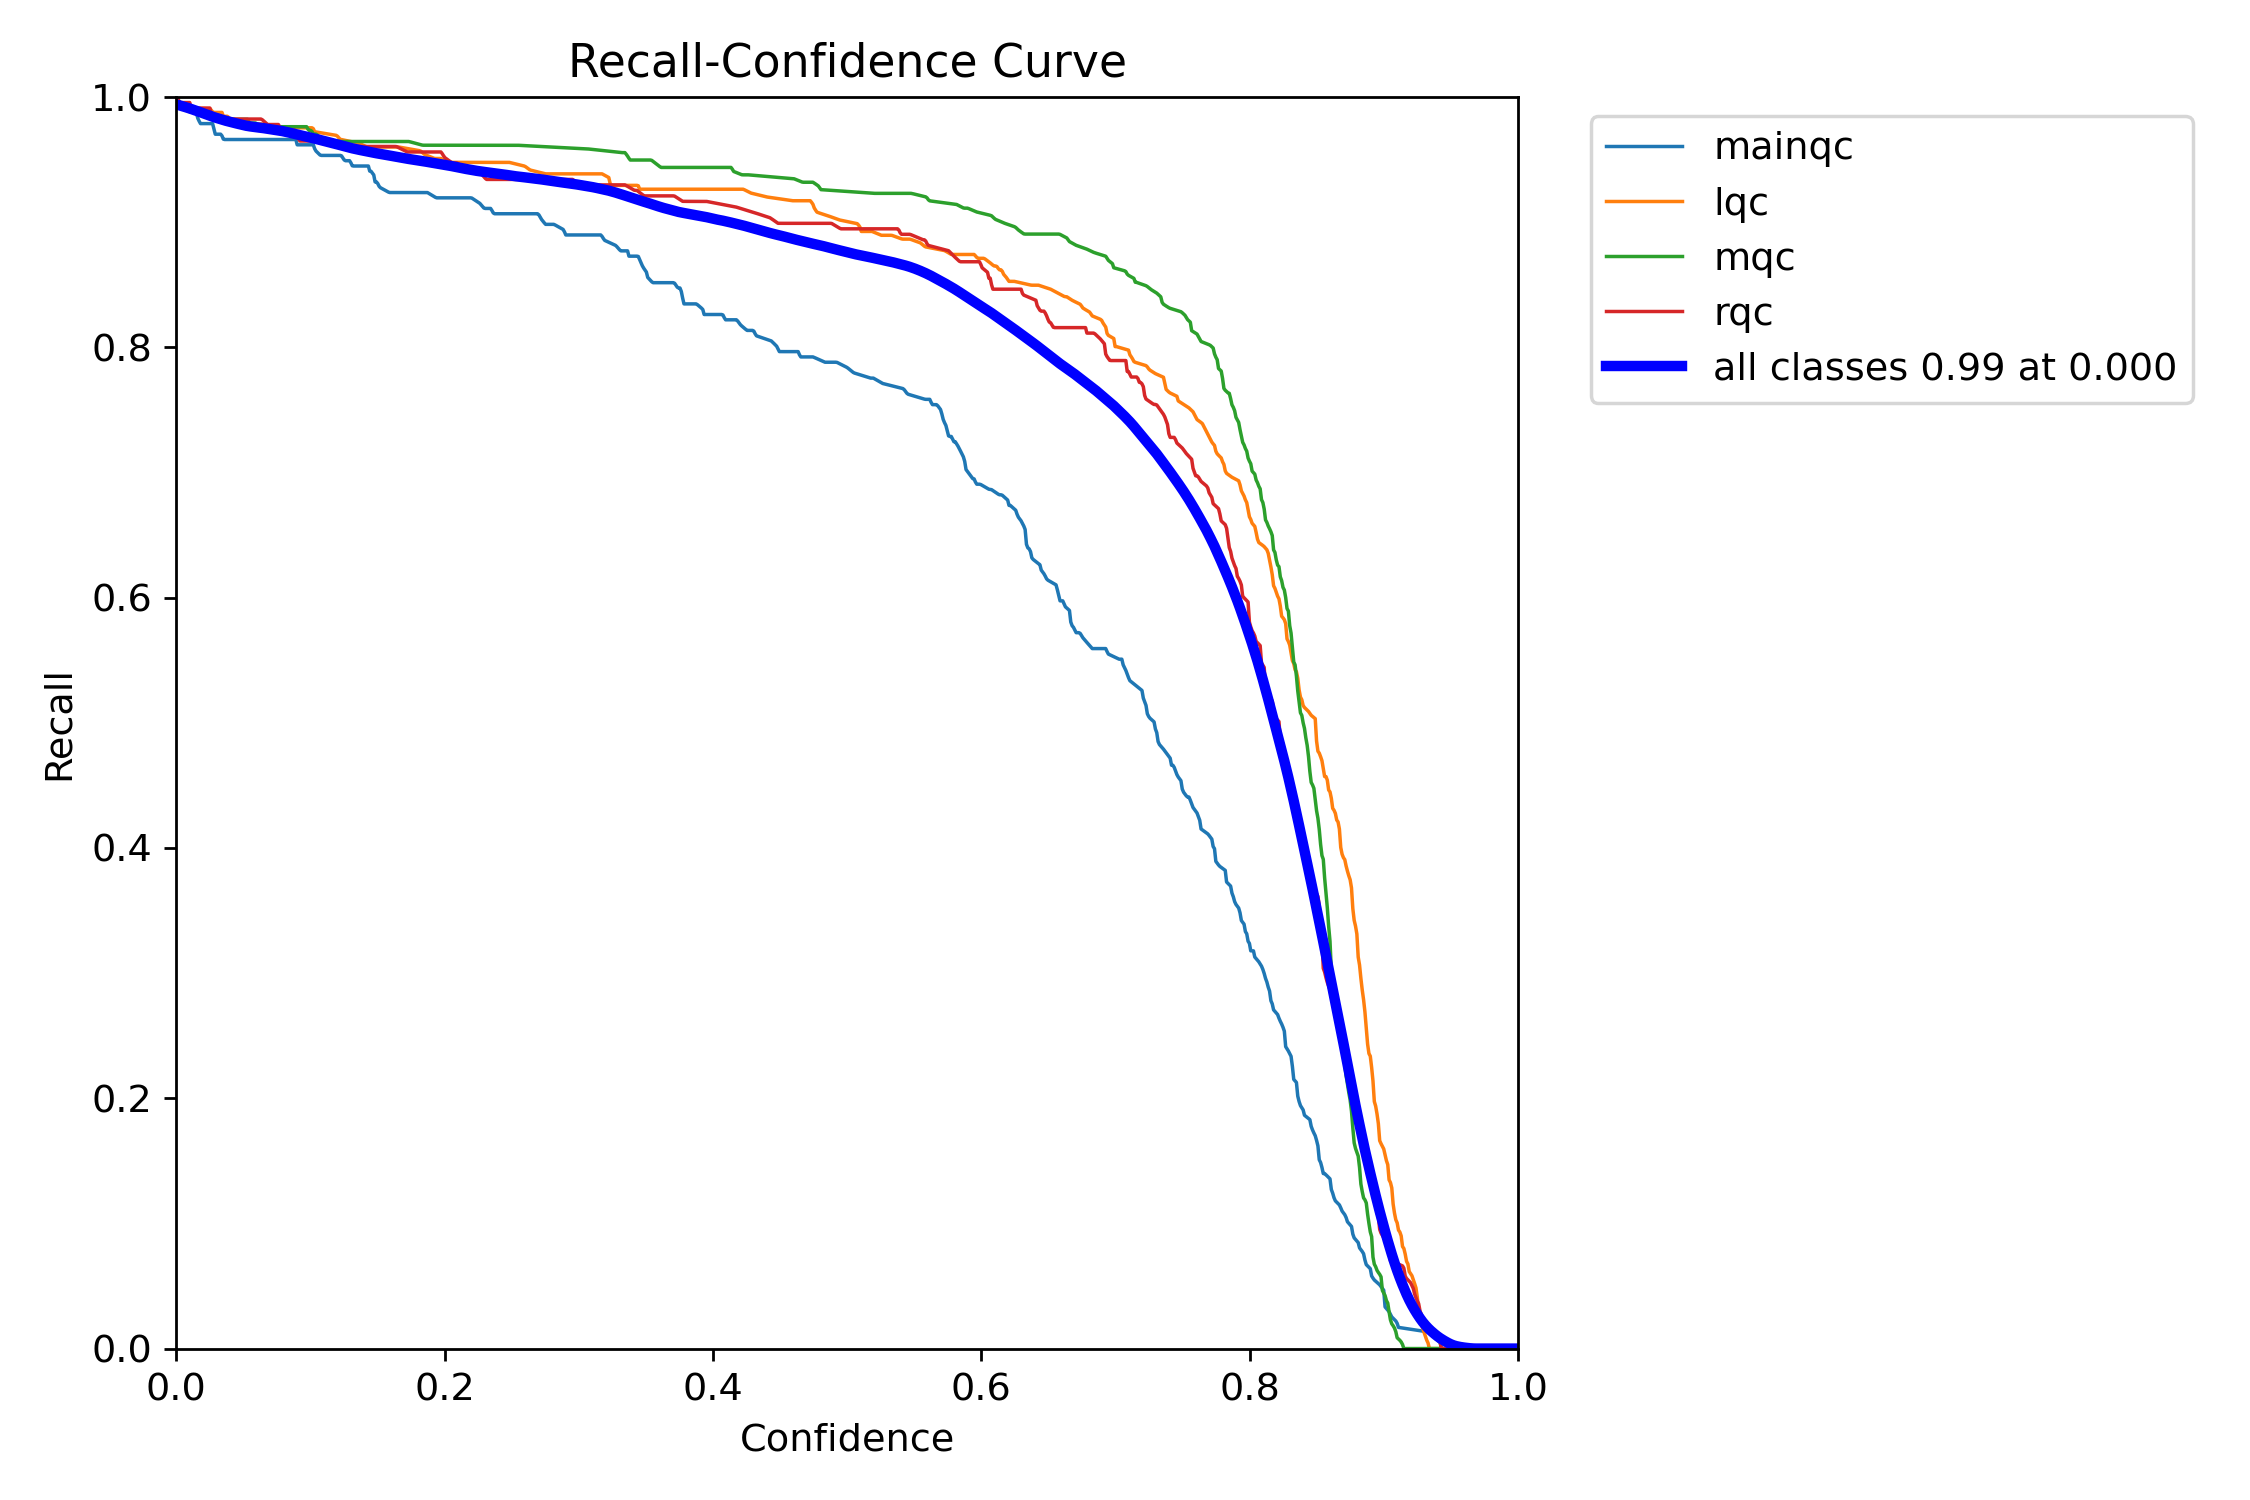 Recall-Confidence Curve
1.0
0.8
0.6
0.4
0.2
0.0
Recall
0.0 0.2 0.4 0.6 0.8 1.0
Confidence
mainqc
lqc
mqc
rqc
all classes 0.99 at 0.000